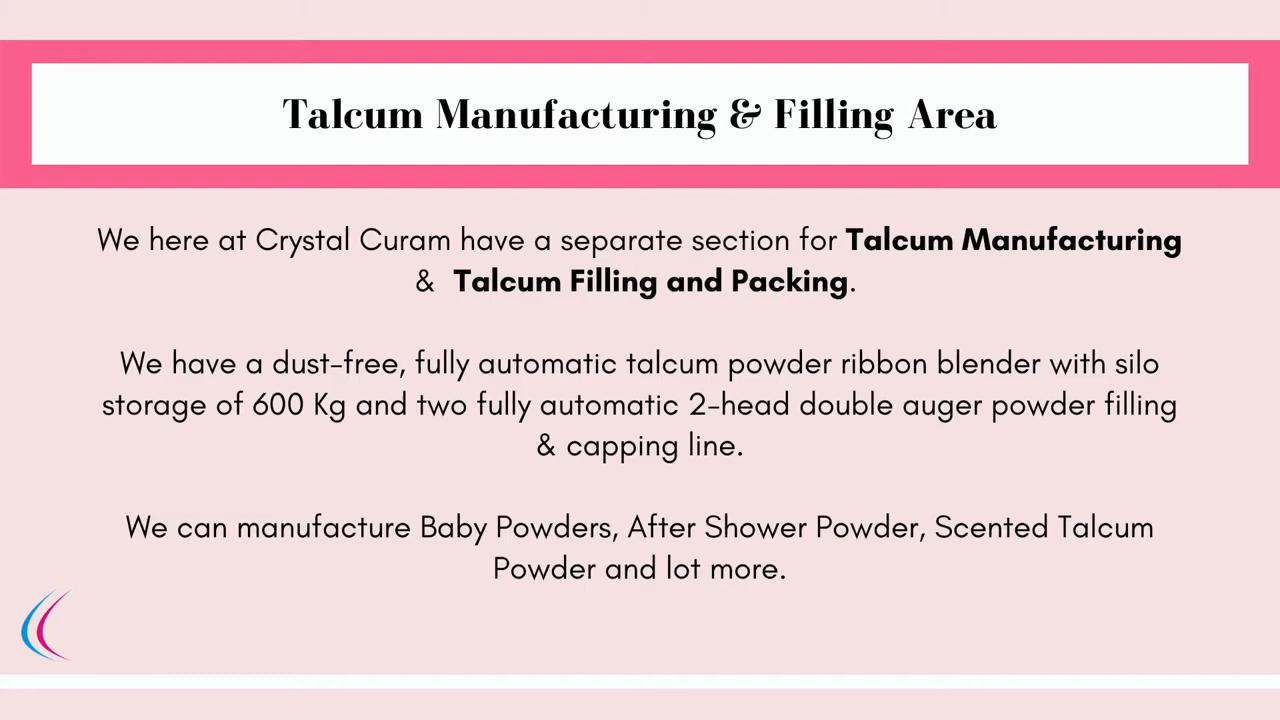 Talcum Manufacturing & Filling Area
We here at Crystal Curam have a separate section for Talcum Manufacturing
& Talcum Filling and Packing.
We have a dust-free, fully automatic talcum powder ribbon blender with silo
storage of 600 Kg and two fully automatic 2-head double auger powder filling
& capping line.
We can manufacture Baby Powders, After Shower Powder, Scented Talcum
Powder and lot more.